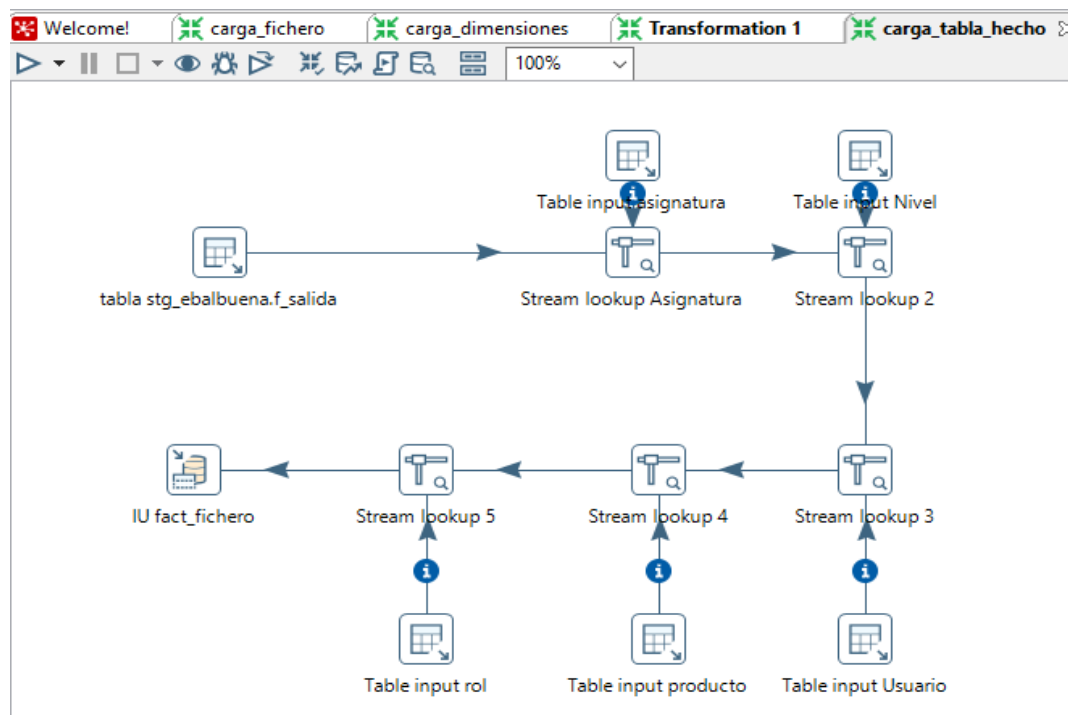 Welcome! carga_fichero carga_dimensiones Transformation 1 carga_tabla_hecho
100%
Table input asignatura Table input Nivel
tabla stg_ebalbuena.f_salida Stream lookup Asignatura Stream lookup 2
IU fact_fichero Stream lookup 5 Stream lookup 4 Stream lookup 3
Table input rol Table input producto Table input Usuario